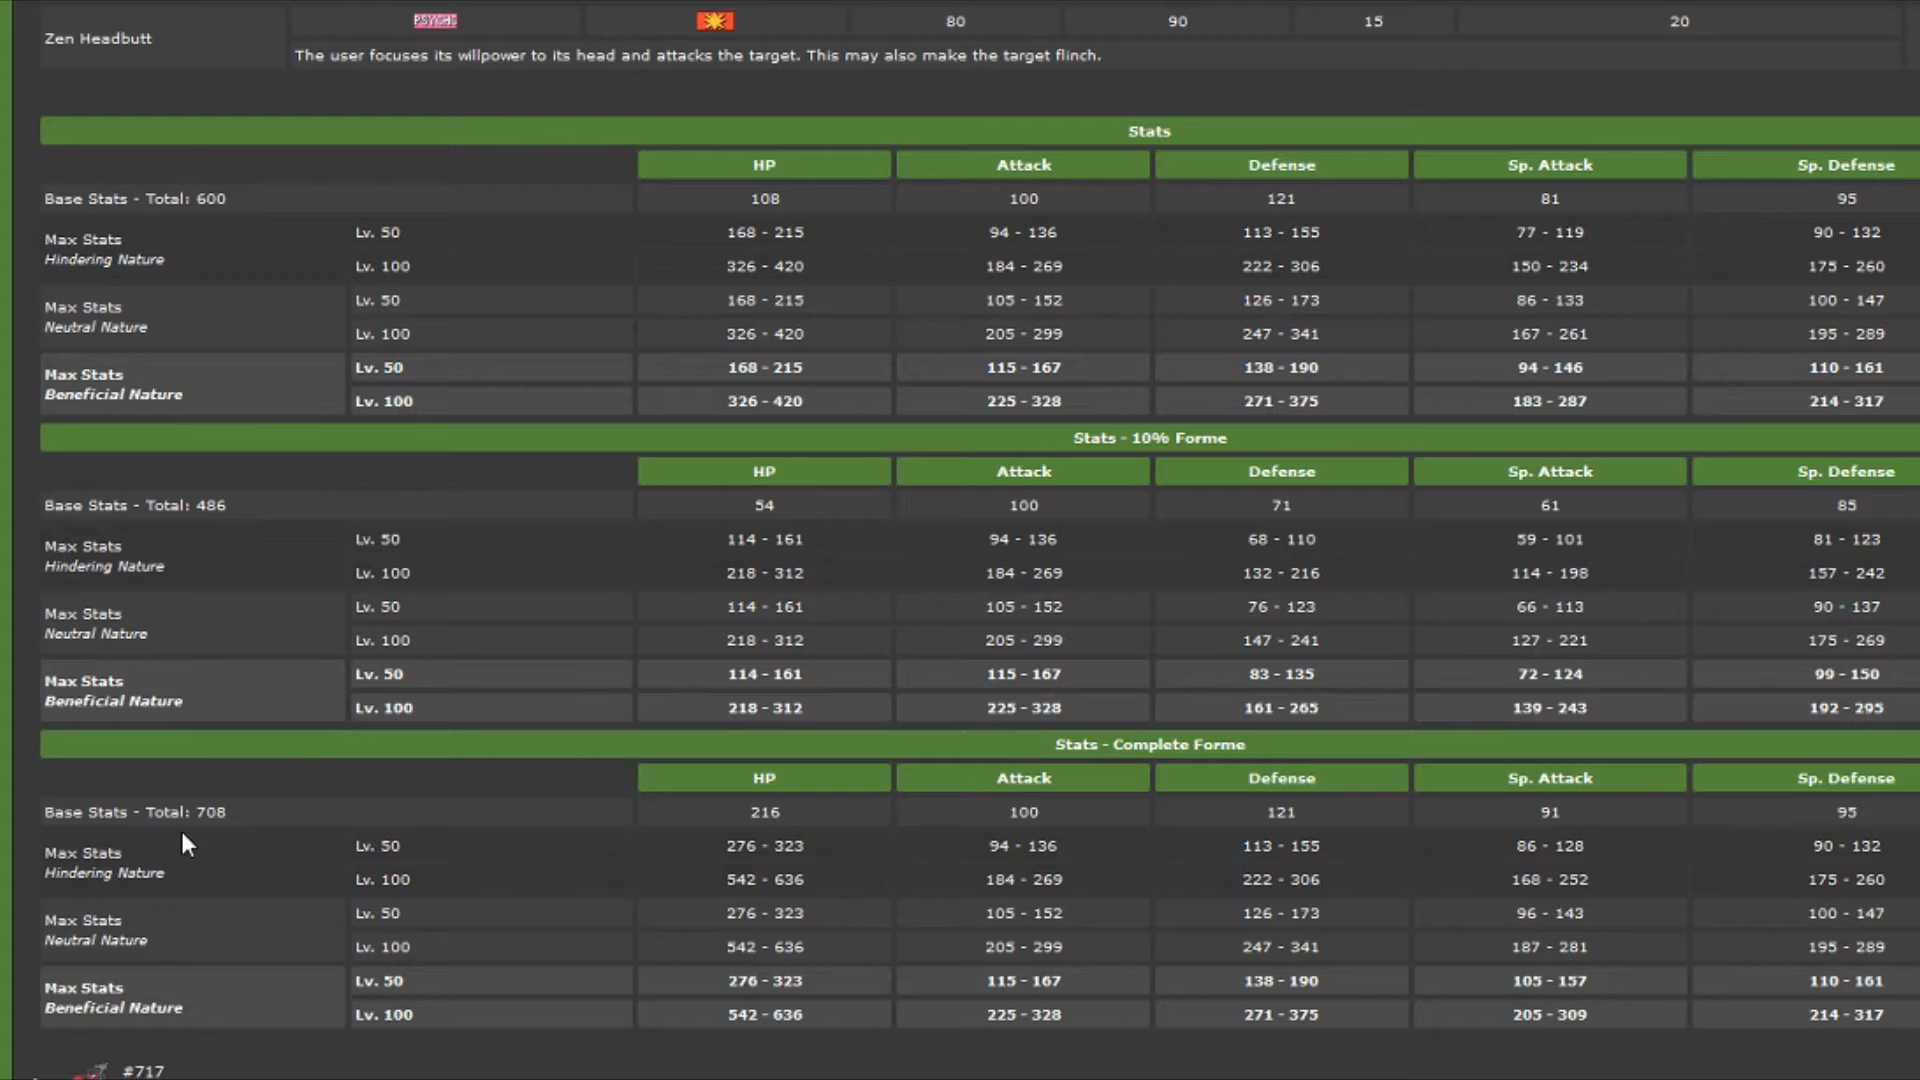 PSYCHC 80 90 15 20
Zen Headbutt
The user focuses its willpower to its head and attacks the target. This may also make the target flinch.
Stats
HP Attack Defense Sp. Attack Sp. Defense
Base Stats - Total: 600 108 100 121 81 95
Max Stats
Hindering Nature
Lv. 50 168 - 215 94 - 136 113 - 155 77 - 119 90 - 132
Lv. 100 326 - 420 184 - 269 222 - 306 150 - 234 175 - 260
Max Stats
Neutral Nature
Lv. 50 168 - 215 105 - 152 126 - 173 86 - 133 100 - 147
Lv. 100 326 - 420 205 - 299 247 - 341 167 - 261 195 - 289
Max Stats
Beneficial Nature
Lv. 50 168 - 215 115 - 167 138 - 190 94 - 146 110 - 161
Lv. 100 326 - 420 225 - 328 271 - 375 183 - 287 214 - 317
Stats - 10% Forme
HP Attack Defense Sp. Attack Sp. Defense
Base Stats - Total: 486 54 100 71 61 85
Max Stats
Hindering Nature
Lv. 50 114 - 161 94 - 136 68 - 110 59 - 101 81 - 123
Lv. 100 218 - 312 184 - 269 132 - 216 114 - 198 157 - 242
Max Stats
Neutral Nature
Lv. 50 114 - 161 105 - 152 76 - 123 66 - 113 90 - 137
Lv. 100 218 - 312 205 - 299 147 - 241 127 - 221 175 - 269
Max Stats
Beneficial Nature
Lv. 50 114 - 161 115 - 167 83 - 135 72 - 124 99 - 150
Lv. 100 218 - 312 225 - 328 161 - 265 139 - 243 192 - 295
Stats - Complete Forme
HP Attack Defense Sp. Attack Sp. Defense
Base Stats - Total: 708 216 100 121 91 95
Max Stats
Hindering Nature
Lv. 50 276 - 323 94 - 136 113 - 155 86 - 128 90 - 132
Lv. 100 542 - 636 184 - 269 222 - 306 168 - 252 175 - 260
Max Stats
Neutral Nature
Lv. 50 276 - 323 105 - 152 126 - 173 96 - 143 100 - 147
Lv. 100 542 - 636 205 - 299 247 - 341 187 - 281 195 - 289
Max Stats
Beneficial Nature
Lv. 50 276 - 323 115 - 167 138 - 190 105 - 157 110 - 161
Lv. 100 542 - 636 225 - 328 271 - 375 205 - 309 214 - 317
#717